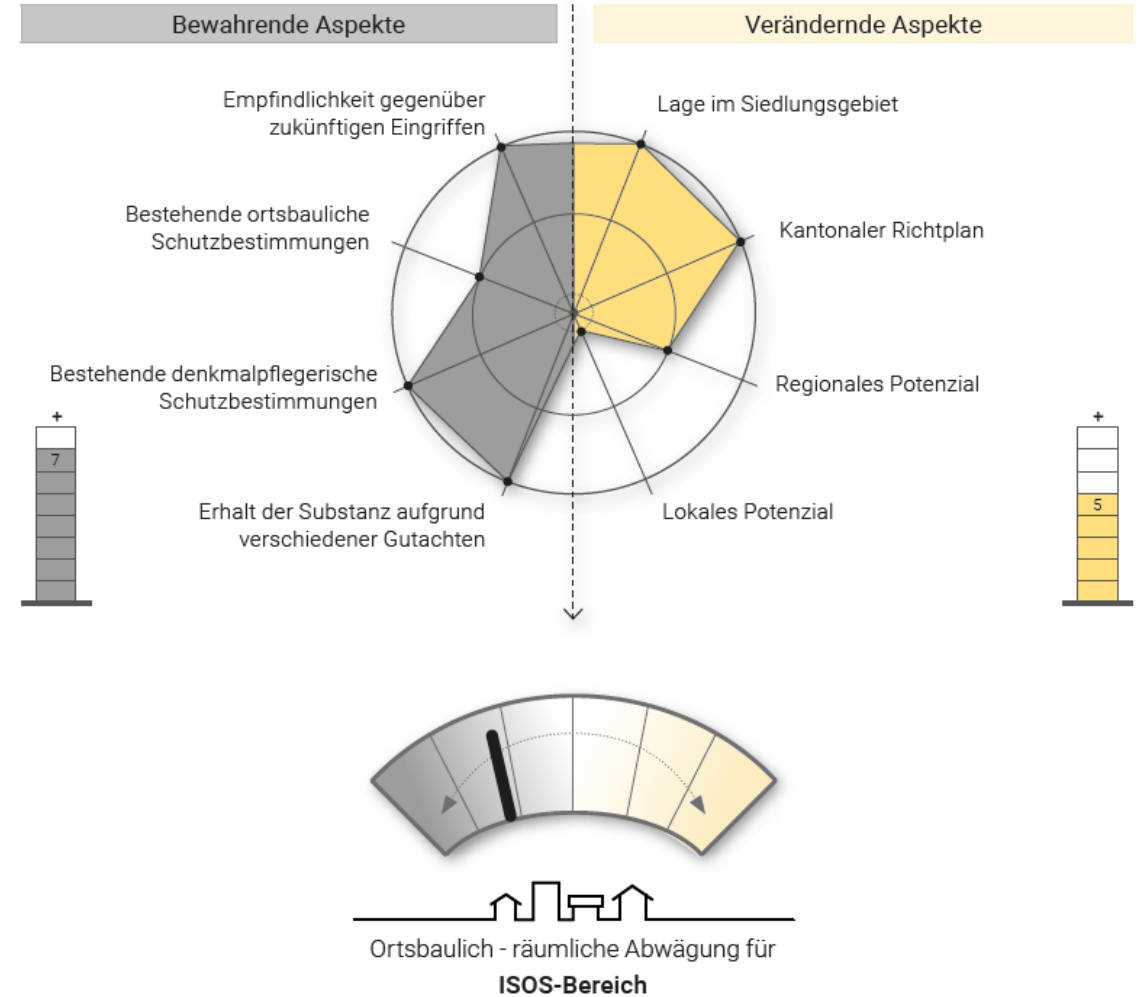 Bewahrende Aspekte
Verändernde Aspekte
Empfindlichkeit gegenüber
zukünftigen Eingriffen
Lage im Siedlungsgebiet
Bestehende ortsbauliche
Schutzbestimmungen
Kantonaler Richtplan
Bestehende denkmalpflegerische
Schutzbestimmungen
Regionales Potenzial
+
7
+
5
Erhalt der Substanz aufgrund
verschiedener Gutachten
Lokales Potenzial
Ortsbaulich - räumliche Abwägung für
ISOS-Bereich